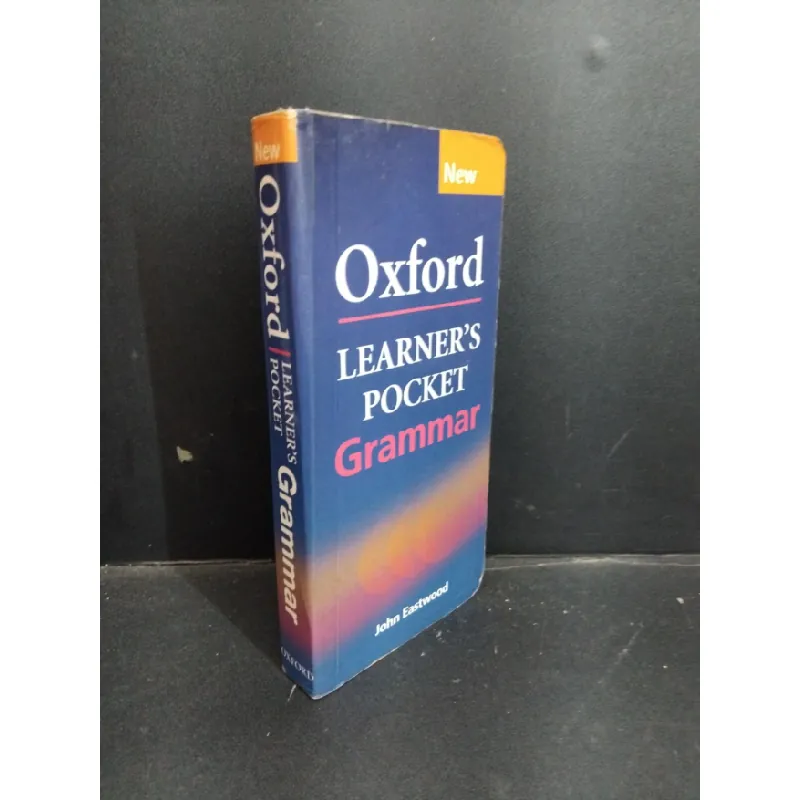 New
Oxford
LEARNER'S
POCKET
Grammar
OXFORD
New
Oxford
LEARNER'S
POCKET
Grammar
John Eastwood